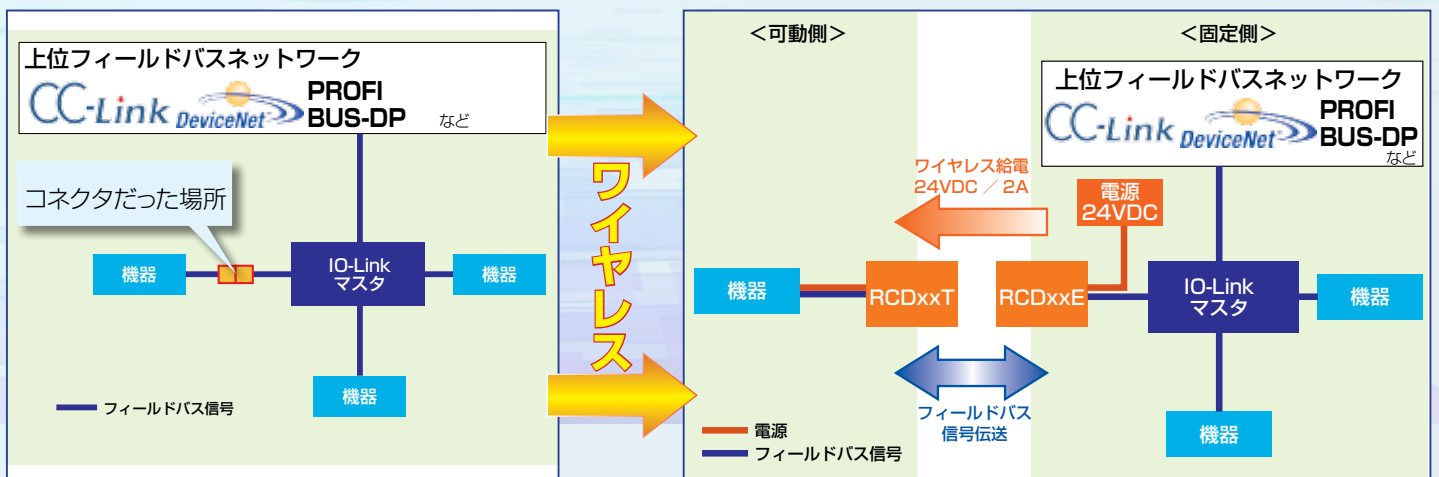 上位フィールドバスネットワーク
CC-Link DeviceNet PROFI
BUS-DP など
コネクタだった場所
機器
IO-Link
マスタ
機器
機器
フィールドバス信号
ワイヤレス
＜可動側＞
＜固定側＞
上位フィールドバスネットワーク
CC-Link DeviceNet PROFI
BUS-DP
など
ワイヤレス給電
24VDC ／ 2A
電源
24VDC
機器
RCDxxT
RCDxxE
IO-Link
マスタ
機器
フィールドバス
信号伝送
機器
電源
フィールドバス信号